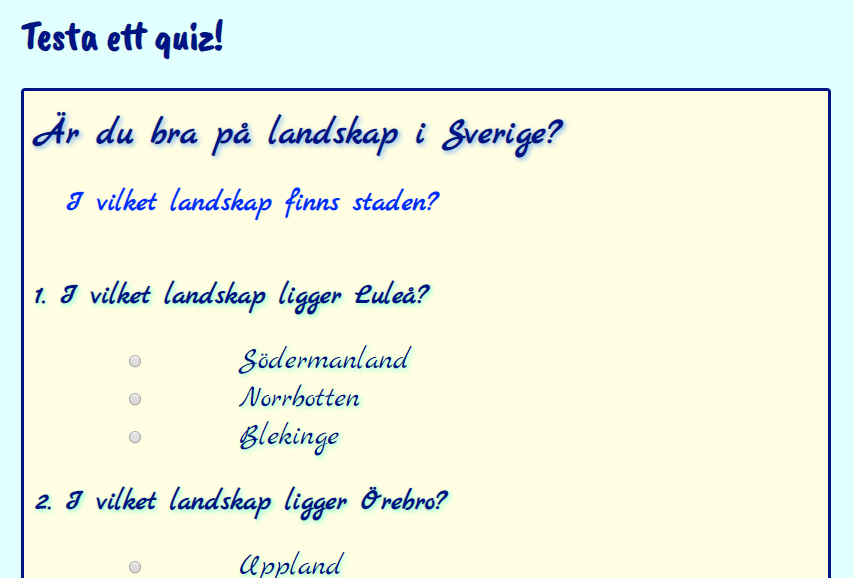 Testa ett quiz!
Är du bra på landskap i Sverige?
I vilket landskap finns staden?
1. I vilket landskap ligger Luleå?
Södermanland
Norrbotten
Blekinge
2. I vilket landskap ligger Örebro?
Uppland